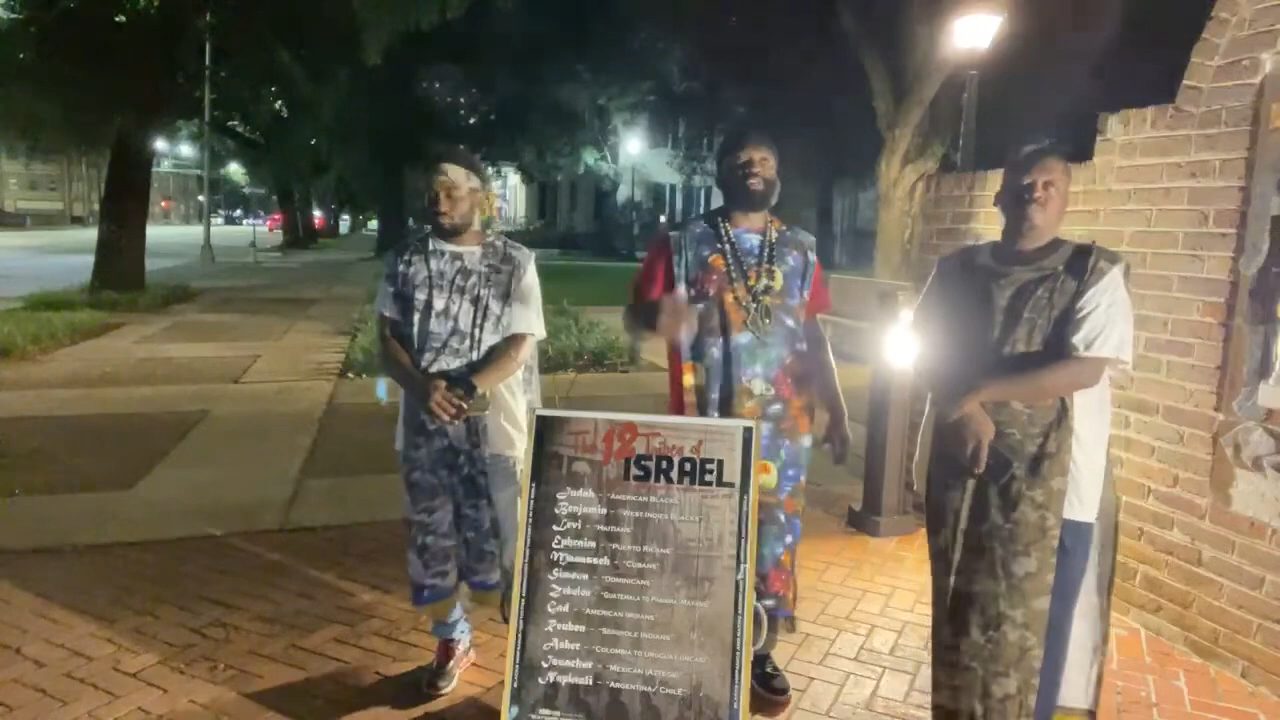 The 12 Tribes of
ISRAEL
Judah - "AMERICAN BLACKS"
Benjamin - "WEST INDIES BLACKS"
Levi - "HAITIANS"
Ephraim - "PUERTO RICANS"
Manasseh - "CUBANS"
Simeon - "DOMINICANS"
Zebulon - "GUATEMALA TO PANAMA (MAYANS)"
Gad - "AMERICAN INDIANS"
Reuben - "SEMINOLE INDIANS"
Asher - "COLOMBIA TO URUGUAY (INCAS)"
Issachar - "MEXICAN (AZTECS)"
Naphtali - "ARGENTINA/ CHILE"